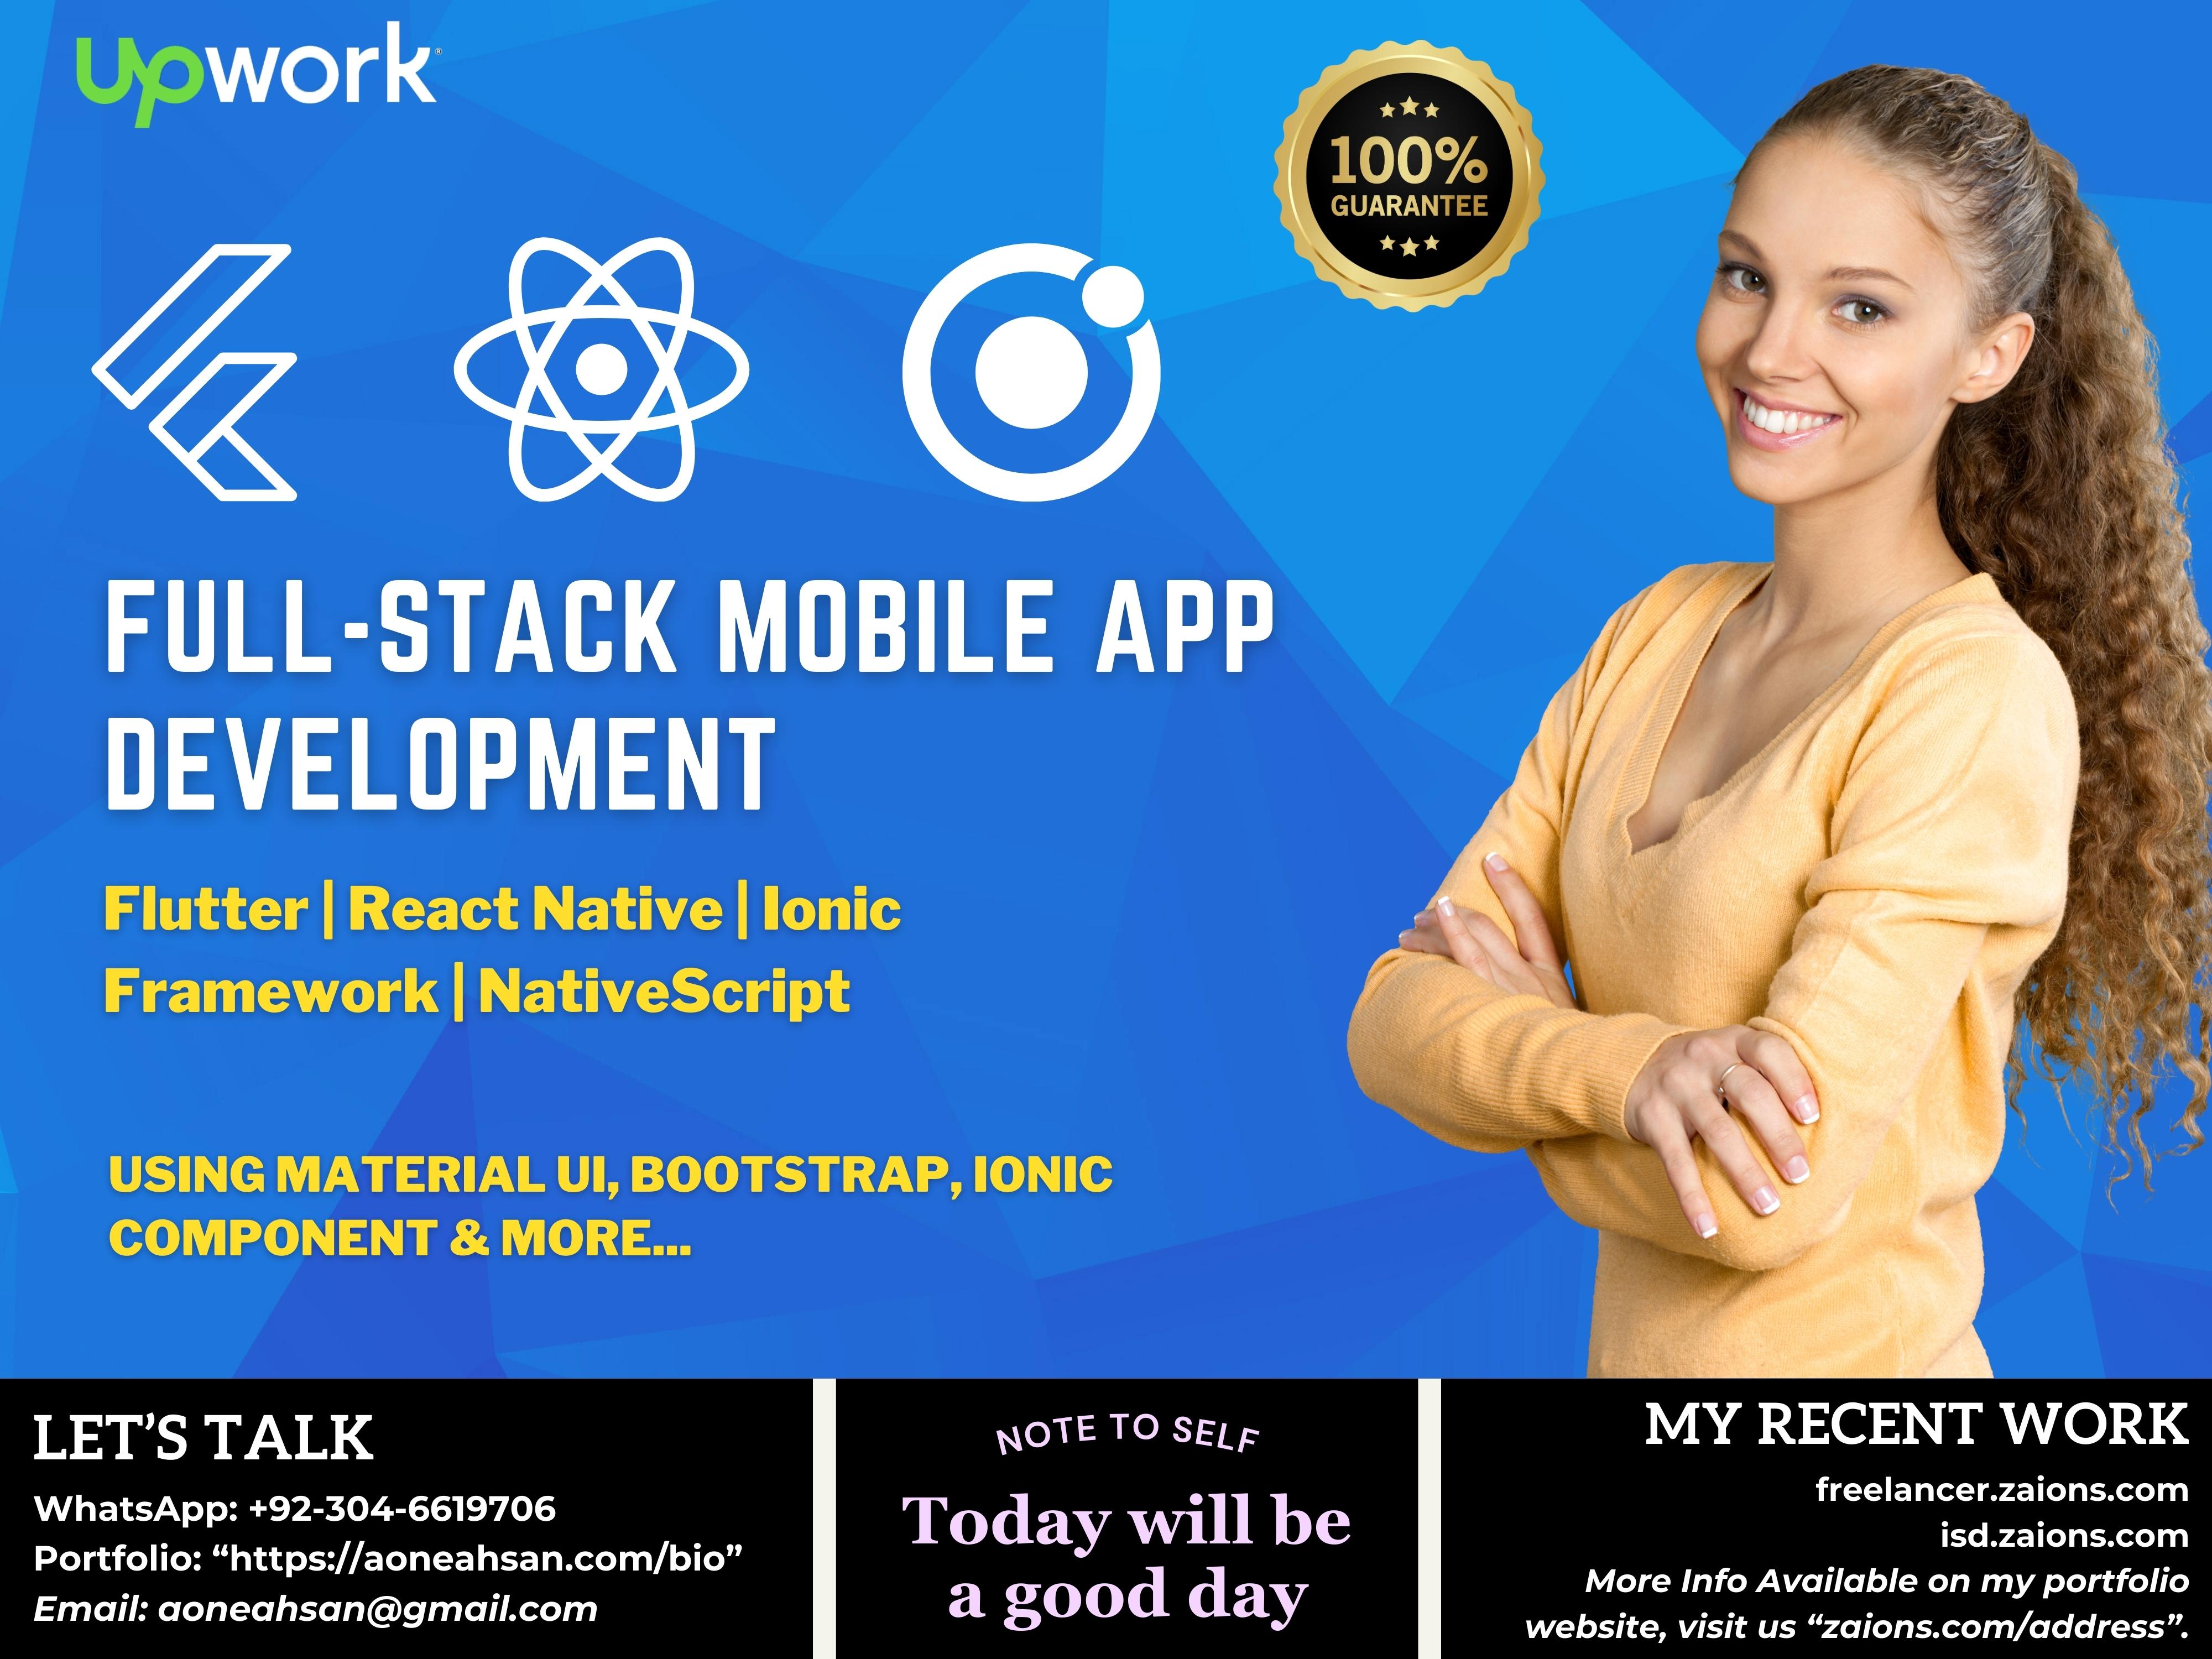 upwork
100%
GUARANTEE
FULL-STACK MOBILE APP
DEVELOPMENT
Flutter | React Native | Ionic
Framework | NativeScript
USING MATERIAL UI, BOOTSTRAP, IONIC
COMPONENT & MORE...
LET’S TALK
WhatsApp: +92-304-6619706
Portfolio: “https://aoneahsan.com/bio”
Email: aoneahsan@gmail.com
NOTE TO SELF
Today will be
a good day
MY RECENT WORK
freelancer.zaions.com
isd.zaions.com
More Info Available on my portfolio
website, visit us “zaions.com/address”.